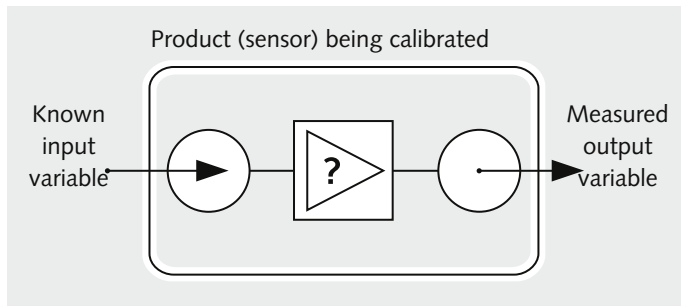 Product (sensor) being calibrated
Known
input
variable
?
Measured
output
variable